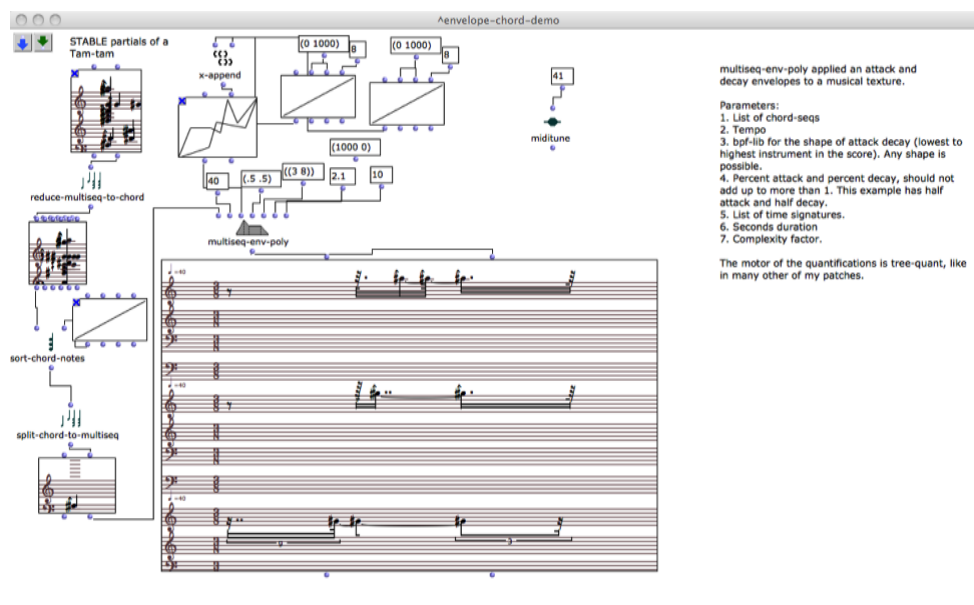 ^envelope-chord-demo
STABLE partials of a
Tam-tam
x-append
(0 1000)
8
(0 1000)
8
41
miditune
(1000 0)
40
(.5 .5)
((3 8))
2.1
10
multiseq-env-poly
reduce-multiseq-to-chord
sort-chord-notes
split-chord-to-multiseq
=40
=40
=40
9
3
multiseq-env-poly applied an attack and
decay envelopes to a musical texture.
Parameters:
1. List of chord-seqs
2. Tempo
3. bpf-lib for the shape of attack decay (lowest to
highest instrument in the score). Any shape is
possible.
4. Percent attack and percent decay, should not
add up to more than 1. This example has half
attack and half decay.
5. List of time signatures.
6. Seconds duration
7. Complexity factor.
The motor of the quantifications is tree-quant, like
in many other of my patches.